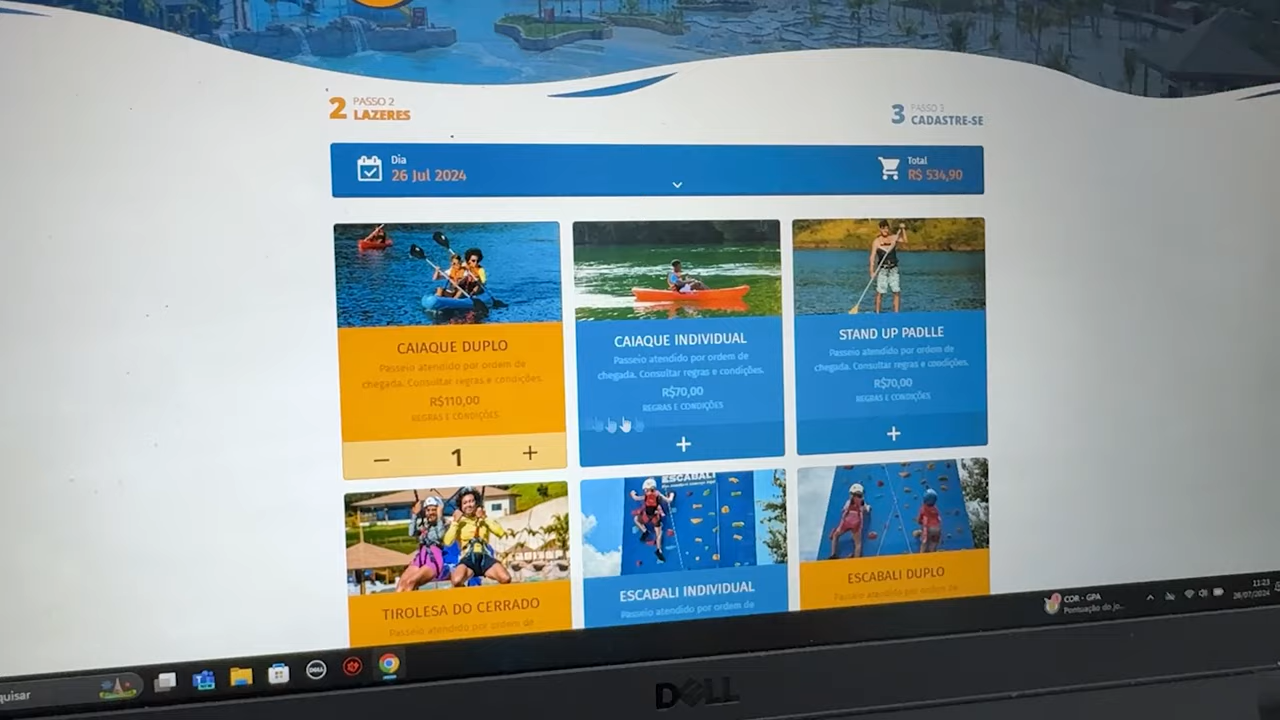 2 PASSO 2
LAZERES
3 PASSO 3
CADASTRE-SE
Dia
26 Jul 2024
Total
R$ 534,90
CAIAQUE DUPLO
Passeio atendido por ordem de
chegada. Consultar regras e condições.
R$110,00
REGRAS E CONDIÇÕES
− 1 +
CAIAQUE INDIVIDUAL
Passeio atendido por ordem de
chegada. Consultar regras e condições.
R$70,00
REGRAS E CONDIÇÕES
+
STAND UP PADLLE
Passeio atendido por ordem de
chegada. Consultar regras e condições.
R$70,00
REGRAS E CONDIÇÕES
+
TIROLESA DO CERRADO
Passeio atendido por ordem de
ESCABALI
ESCABALI INDIVIDUAL
Passeio atendido por ordem de
ESCABALI DUPLO
Passeio atendido por ordem de
quisar
DELL
COR - GPA
Pontuação do jo...
11:23
26/07/2024
DELL